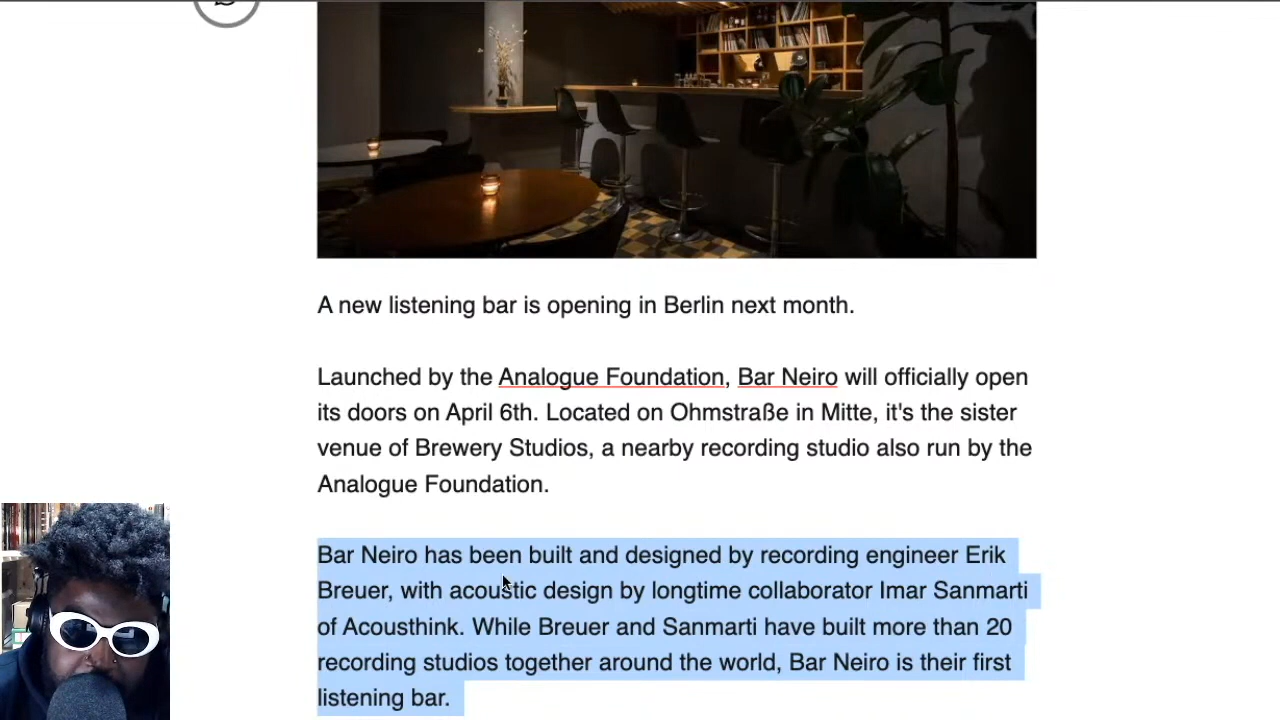 A new listening bar is opening in Berlin next month.
Launched by the Analogue Foundation, Bar Neiro will officially open
its doors on April 6th. Located on Ohmstraße in Mitte, it's the sister
venue of Brewery Studios, a nearby recording studio also run by the
Analogue Foundation.
Bar Neiro has been built and designed by recording engineer Erik
Breuer, with acoustic design by longtime collaborator Imar Sanmarti
of Acousthink. While Breuer and Sanmarti have built more than 20
recording studios together around the world, Bar Neiro is their first
listening bar.